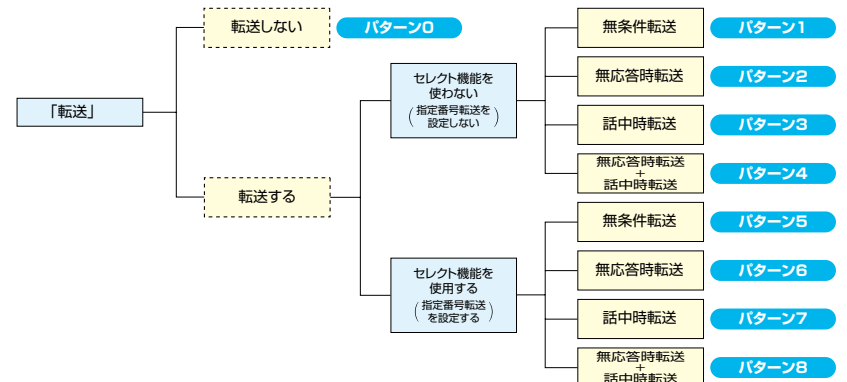 「転送」
転送しない
パターン0
転送する
セレクト機能を
使わない
(指定番号転送を
設定しない)
無条件転送
パターン1
無応答時転送
パターン2
話中時転送
パターン3
無応答時転送
+
話中時転送
パターン4
セレクト機能を
使用する
(指定番号転送
を設定する)
無条件転送
パターン5
無応答時転送
パターン6
話中時転送
パターン7
無応答時転送
+
話中時転送
パターン8